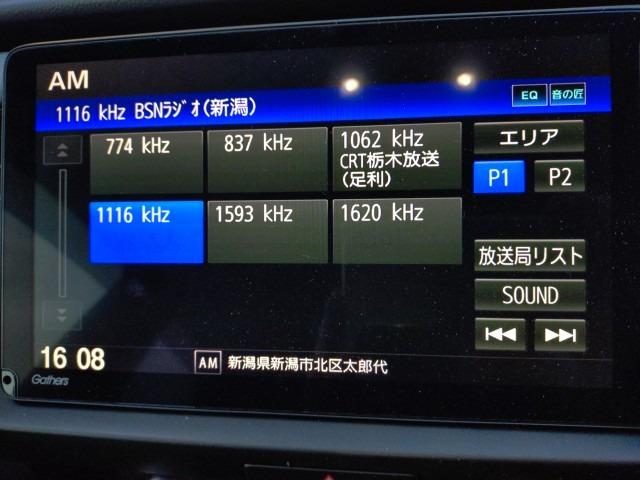 AM
1116 kHz BSNﾗｼﾞｵ(新潟)
EQ 音の匠
774 kHz
837 kHz
1062 kHz
CRT栃木放送
(足利)
エリア
P1
P2
1116 kHz
1593 kHz
1620 kHz
放送局リスト
SOUND
16 08
AM 新潟県新潟市北区太郎代
Gathers